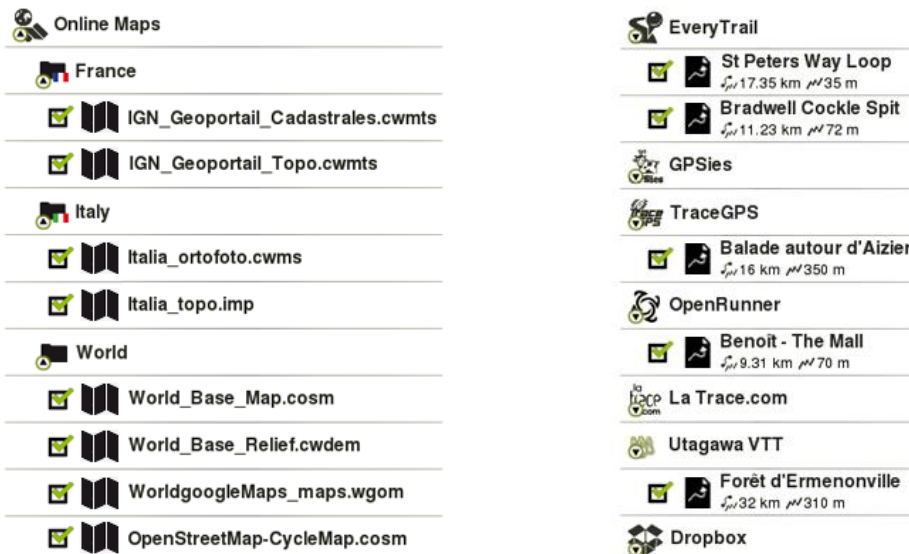 Online Maps
France
IGN_Geoportail_Cadastrales.cwmts
IGN_Geoportail_Topo.cwmts
Italy
Italia_ortofoto.cwms
Italia_topo.imp
World
World_Base_Map.cosm
World_Base_Relief.cwdem
WorldgoogleMaps_maps.wgom
OpenStreetMap-CycleMap.cosm
EveryTrail
St Peters Way Loop
17.35 km 35 m
Bradwell Cockle Spit
11.23 km 72 m
GPSies
TraceGPS
Balade autour d'Aizier
16 km 350 m
OpenRunner
Benoît - The Mall
9.31 km 70 m
la trace .com La Trace.com
Utagawa VTT
Forêt d'Ermenonville
32 km 310 m
Dropbox